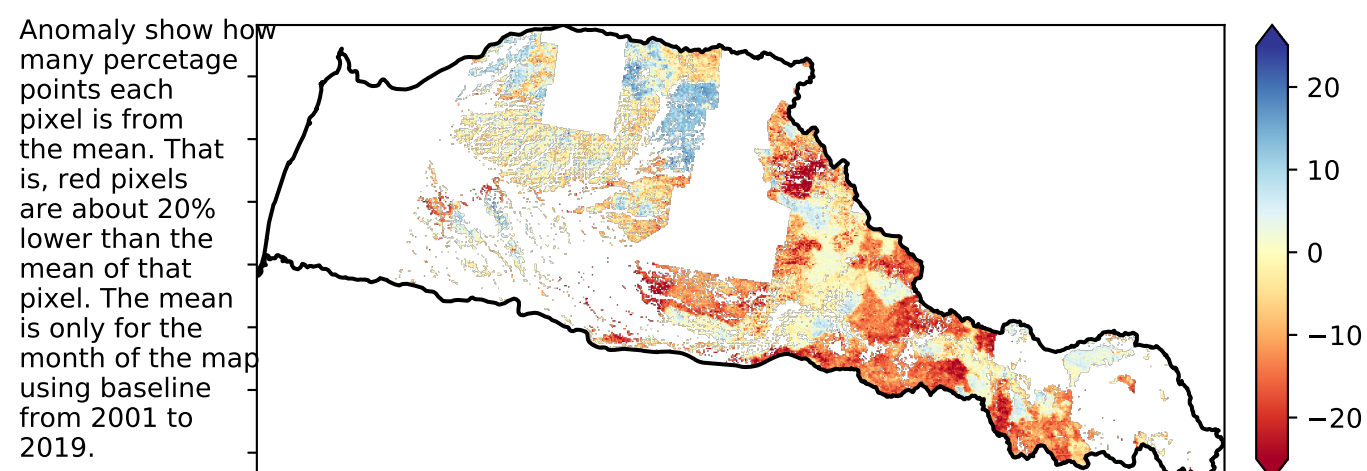 Anomaly show how
many percetage
points each
pixel is from
the mean. That
is, red pixels
are about 20%
lower than the
mean of that
pixel. The mean
is only for the
month of the map
using baseline
from 2001 to
2019.
20
10
0
−10
−20